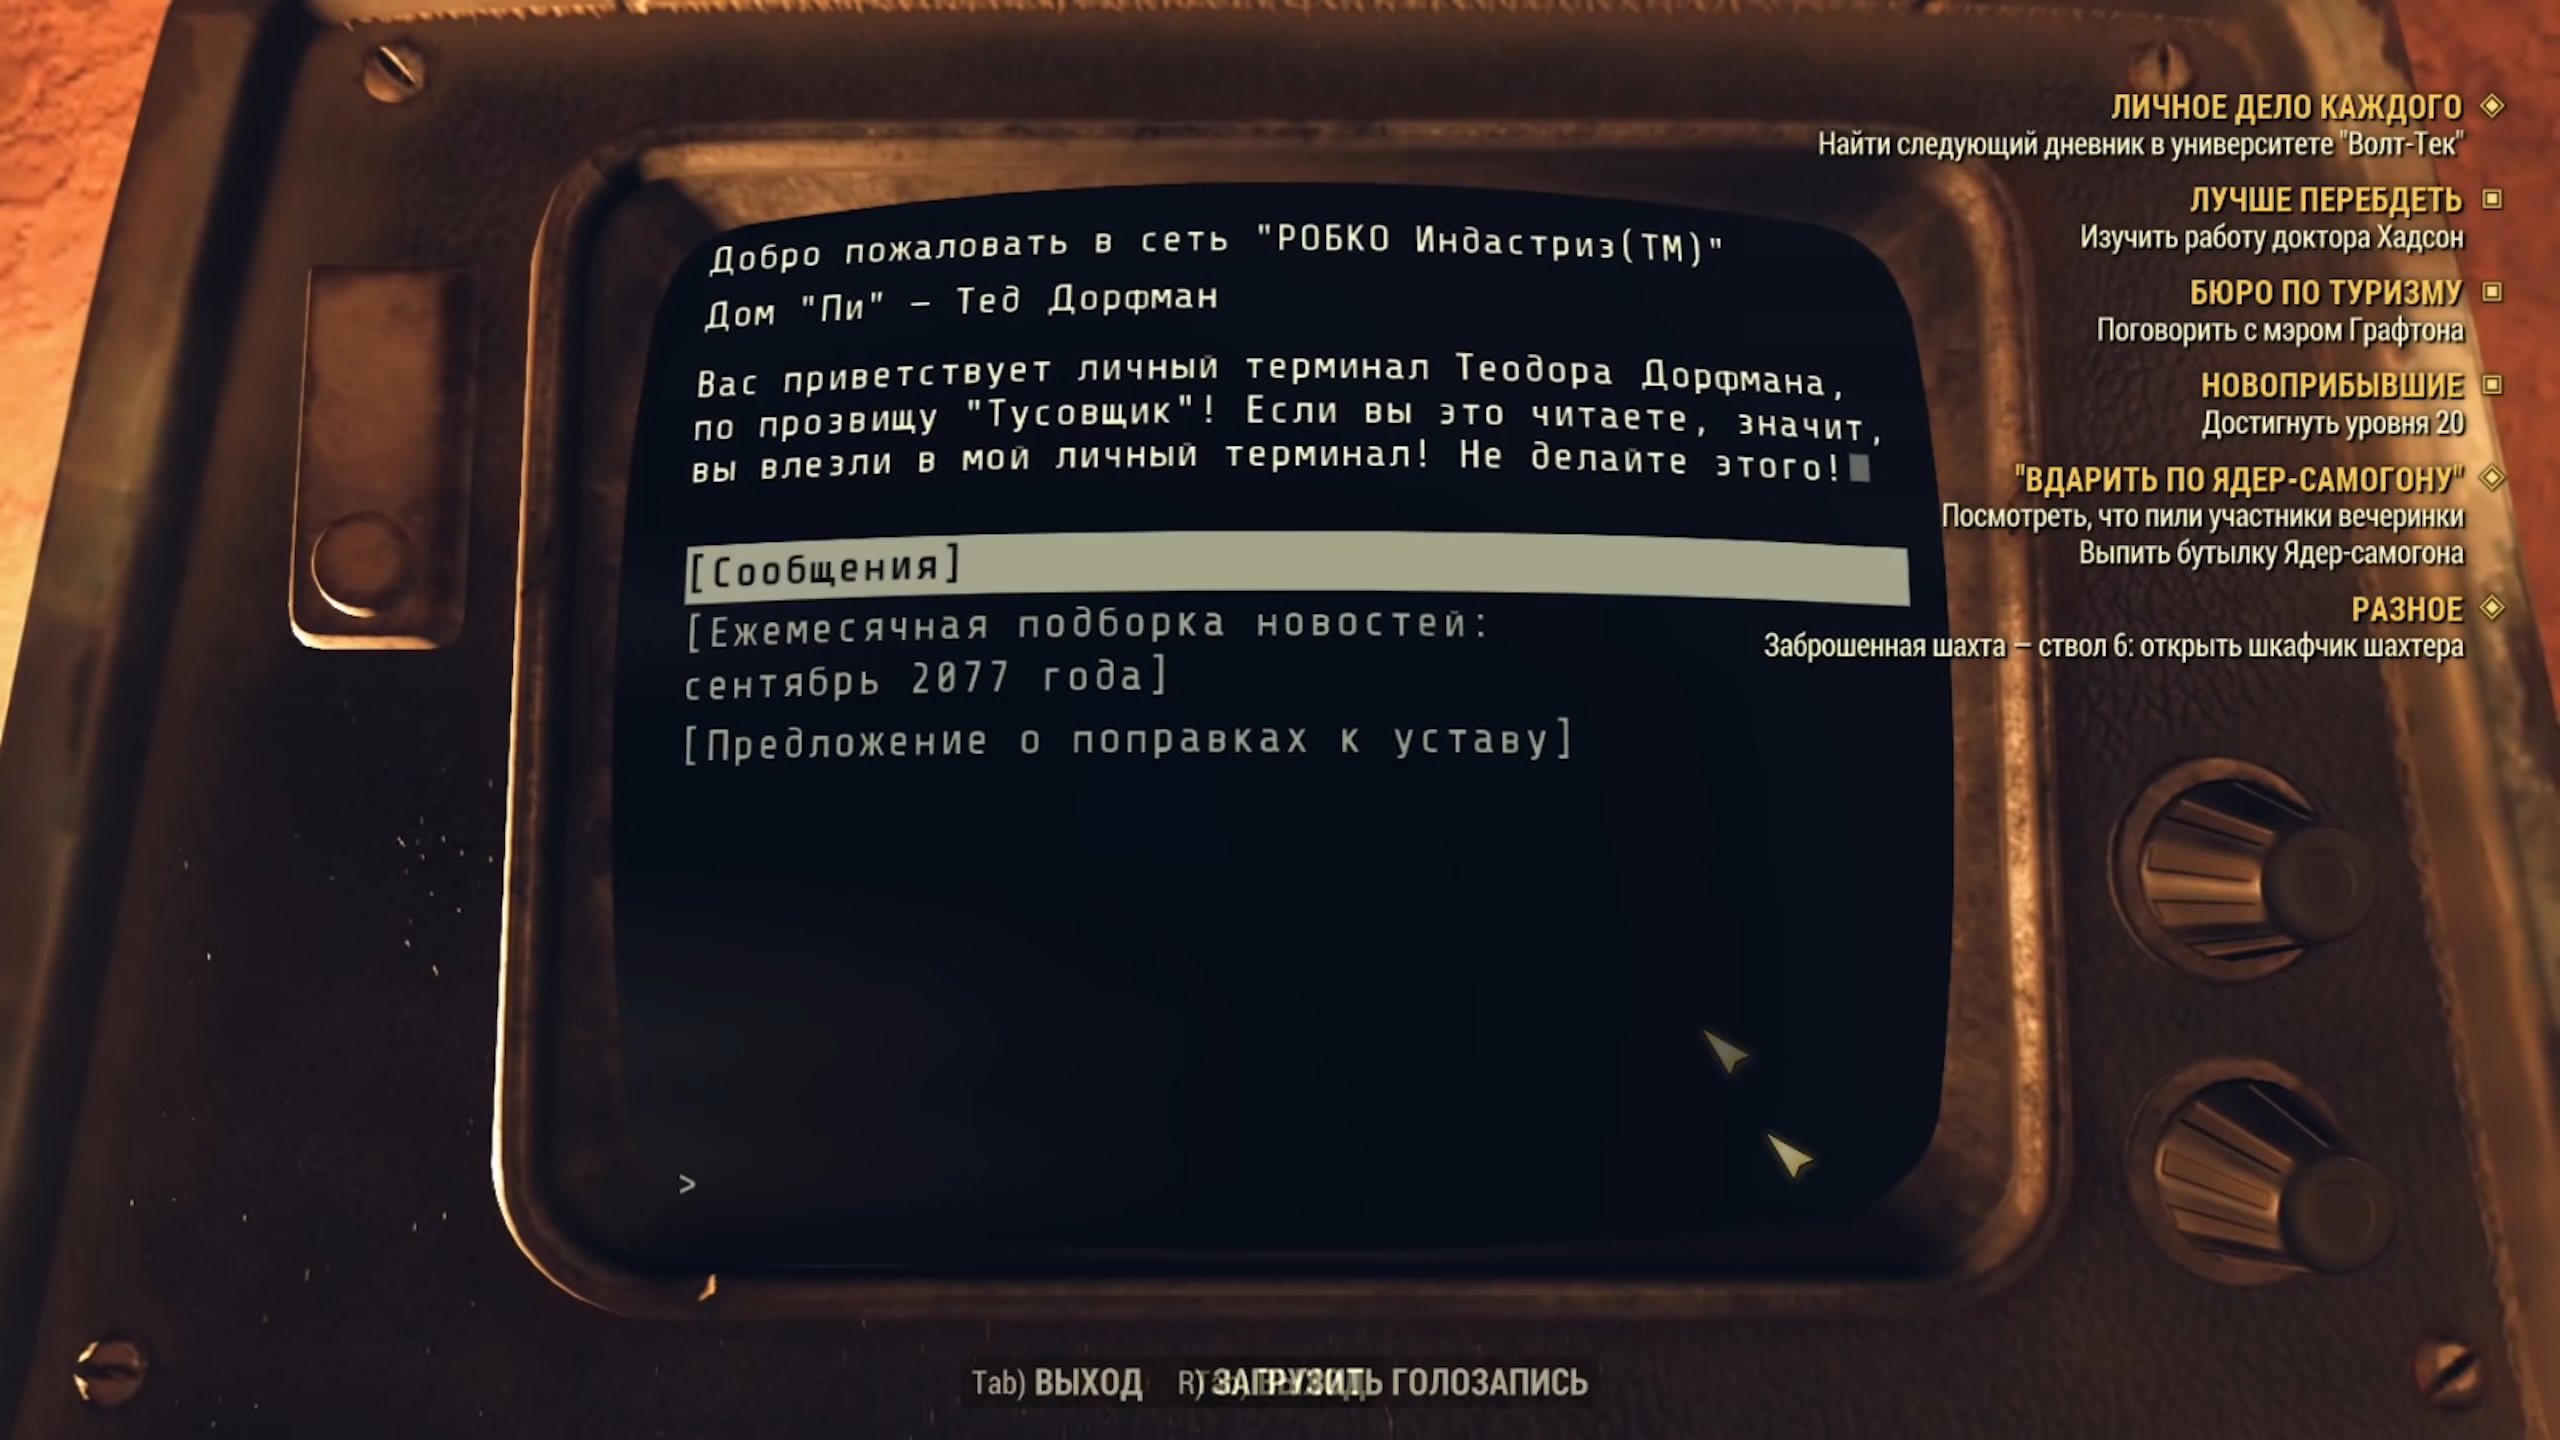 Добро пожаловать в сеть "РОБКО Индастриз(ТМ)"
Дом "Пи" – Тед Дорфман
Вас приветствует личный терминал Теодора Дорфмана,
по прозвищу "Тусовщик"! Если вы это читаете, значит,
вы влезли в мой личный терминал! Не делайте этого!
[Сообщения]
[Ежемесячная подборка новостей:
сентябрь 2077 года]
[Предложение о поправках к уставу]
>
ЛИЧНОЕ ДЕЛО КАЖДОГО
Найти следующий дневник в университете "Волт-Тек"
ЛУЧШЕ ПЕРЕБДЕТЬ
Изучить работу доктора Хадсон
БЮРО ПО ТУРИЗМУ
Поговорить с мэром Графтона
НОВОПРИБЫВШИЕ
Достигнуть уровня 20
"ВДАРИТЬ ПО ЯДЕР-САМОГОНУ"
Посмотреть, что пили участники вечеринки
Выпить бутылку Ядер-самогона
РАЗНОЕ
Заброшенная шахта – ствол 6: открыть шкафчик шахтера
Tab) ВЫХОД R) ЗАГРУЗИТЬ ГОЛОЗАПИСЬ